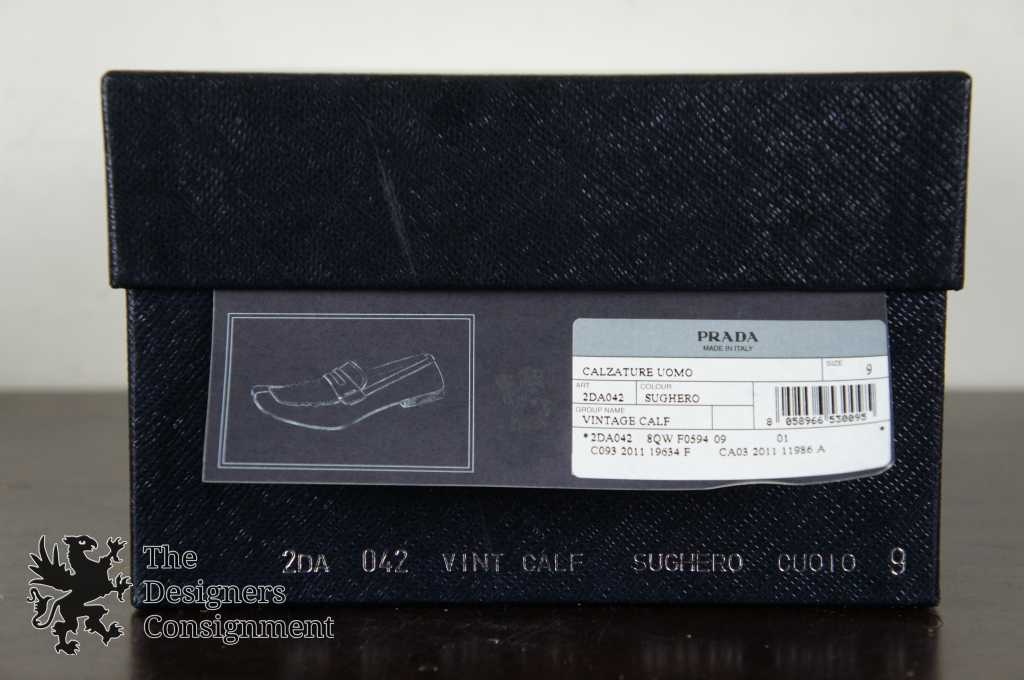 PRADA
MADE IN ITALY
CALZATURE UOMO
SIZE
9
ART
COLOUR
2DA042
SUGHERO
GROUP NAME
VINTAGE CALF
8 058966 530095
*2DA042 8QW F0594 09 01 *
C093 2011 19634 F CA03 2011 11986 A
2DA 042 VINT CALF SUGHERO CUOIO 9
The
Designers
Consignment